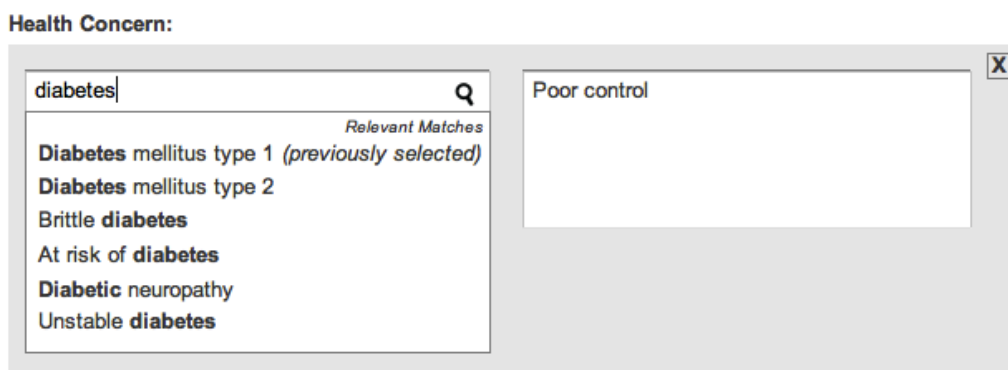 Health Concern:
X
diabetes
Relevant Matches
Diabetes mellitus type 1 (previously selected)
Diabetes mellitus type 2
Brittle diabetes
At risk of diabetes
Diabetic neuropathy
Unstable diabetes
Poor control